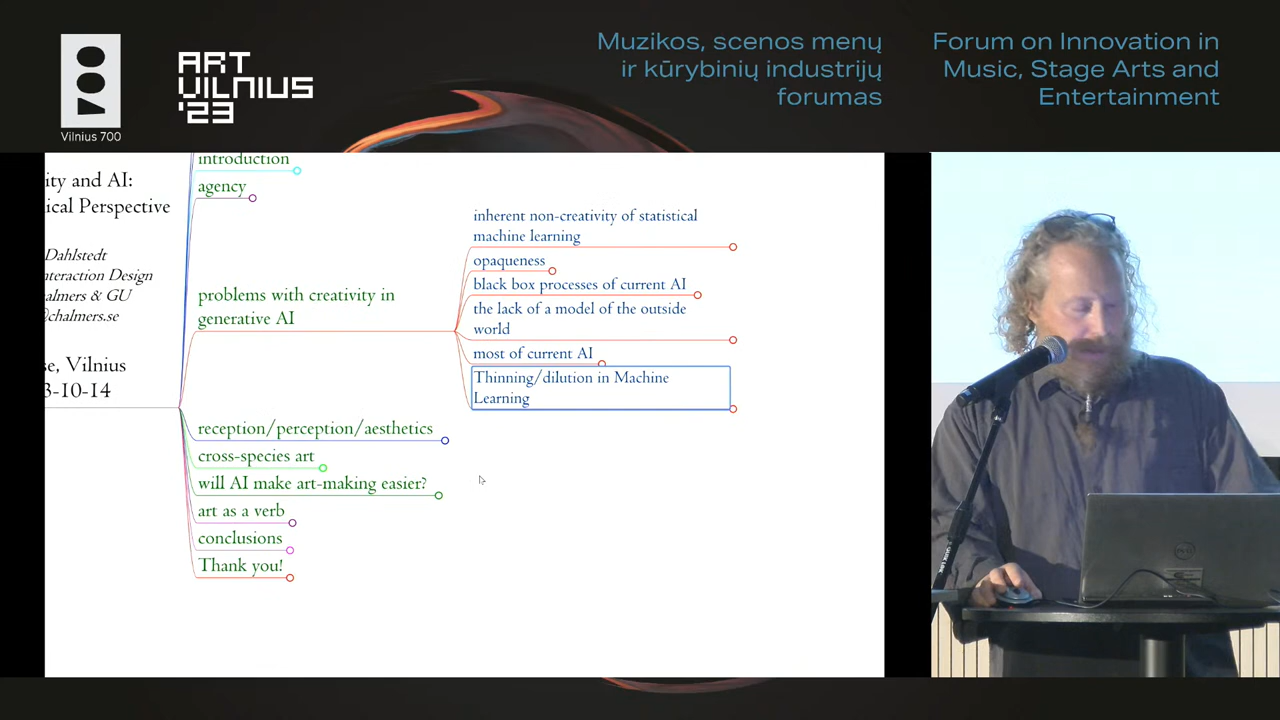 Vilnius 700
ART
VILNIUS
'23
Muzikos, scenos menų
ir kūrybinių industrijų
forumas
Forum on Innovation in
Music, Stage Arts and
Entertainment
ity and AI:
ical Perspective
Dahlstedt
nteraction Design
almers & GU
@chalmers.se
se, Vilnius
3-10-14
introduction
agency
problems with creativity in
generative AI
inherent non-creativity of statistical
machine learning
opaqueness
black box processes of current AI
the lack of a model of the outside
world
most of current AI
Thinning/dilution in Machine
Learning
reception/perception/aesthetics
cross-species art
will AI make art-making easier?
art as a verb
conclusions
Thank you!
DELL